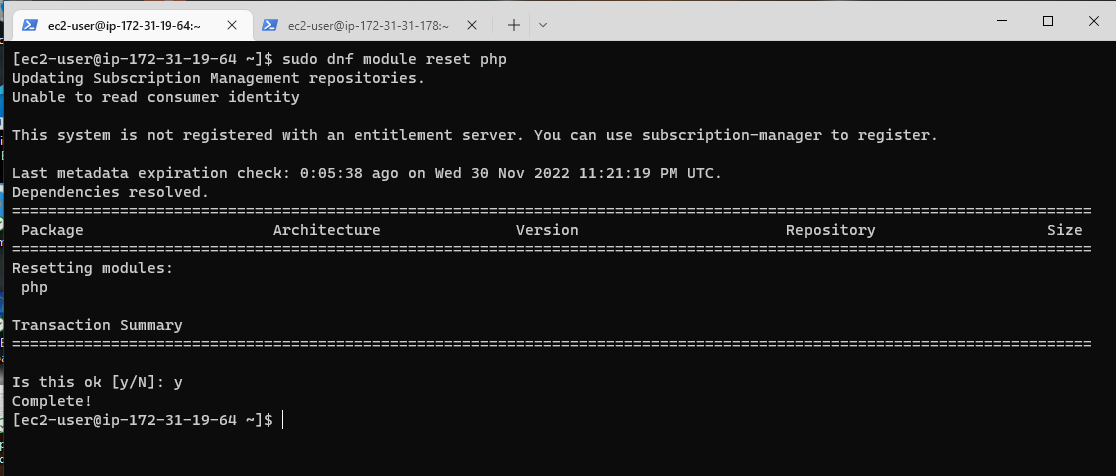 ec2-user@ip-172-31-19-64:~
ec2-user@ip-172-31-31-178:~
[ec2-user@ip-172-31-19-64 ~]$ sudo dnf module reset php
Updating Subscription Management repositories.
Unable to read consumer identity
This system is not registered with an entitlement server. You can use subscription-manager to register.
Last metadata expiration check: 0:05:38 ago on Wed 30 Nov 2022 11:21:19 PM UTC.
Dependencies resolved.
========================================================================================================================
Package Architecture Version Repository Size
========================================================================================================================
Resetting modules:
php
Transaction Summary
========================================================================================================================
Is this ok [y/N]: y
Complete!
[ec2-user@ip-172-31-19-64 ~]$